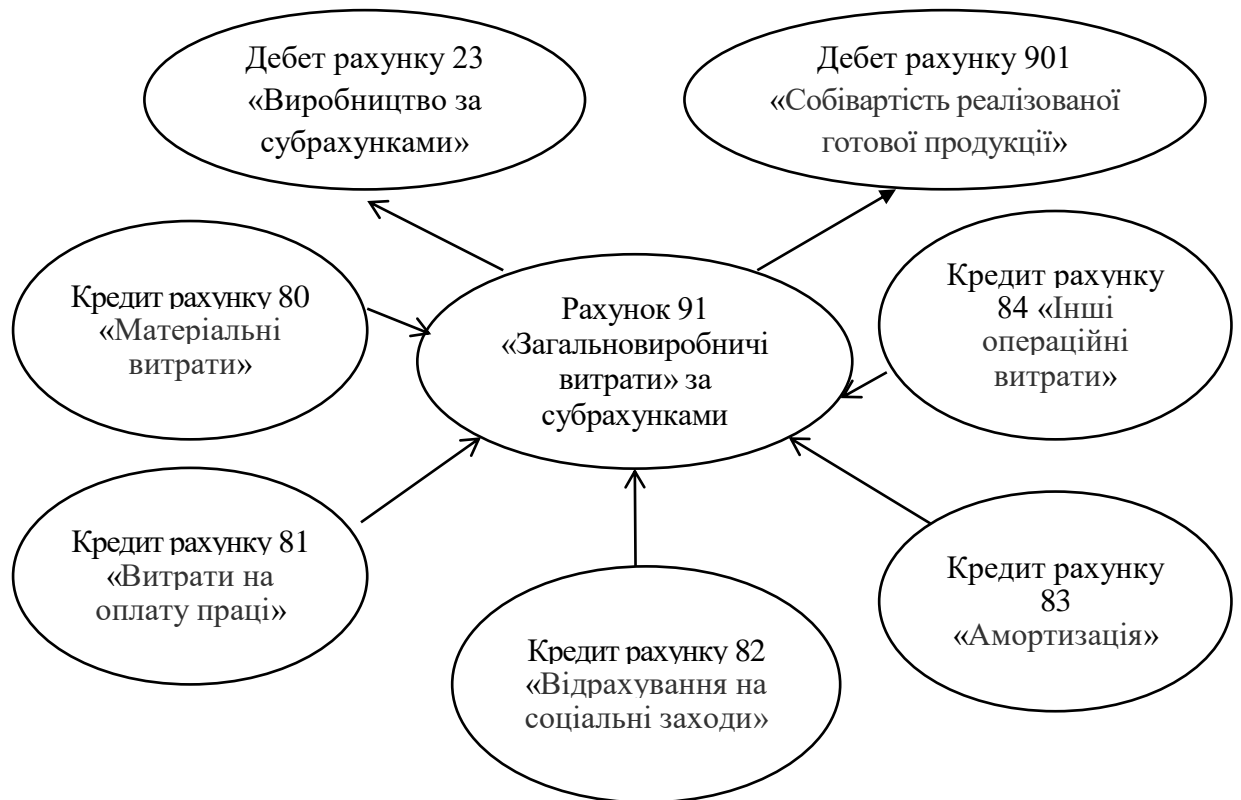 Дебет рахунку 23
«Виробництво за
субрахунками»
Дебет рахунку 901
«Собівартість реалізованої
готової продукції»
Кредит рахунку 80
«Матеріальні
витрати»
Рахунок 91
«Загальновиробничі
витрати» за
субрахунками
Кредит рахунку
84 «Інші
операційні
витрати»
Кредит рахунку 81
«Витрати на
оплату праці»
Кредит рахунку 82
«Відрахування на
соціальні заходи»
Кредит рахунку
83
«Амортизація»